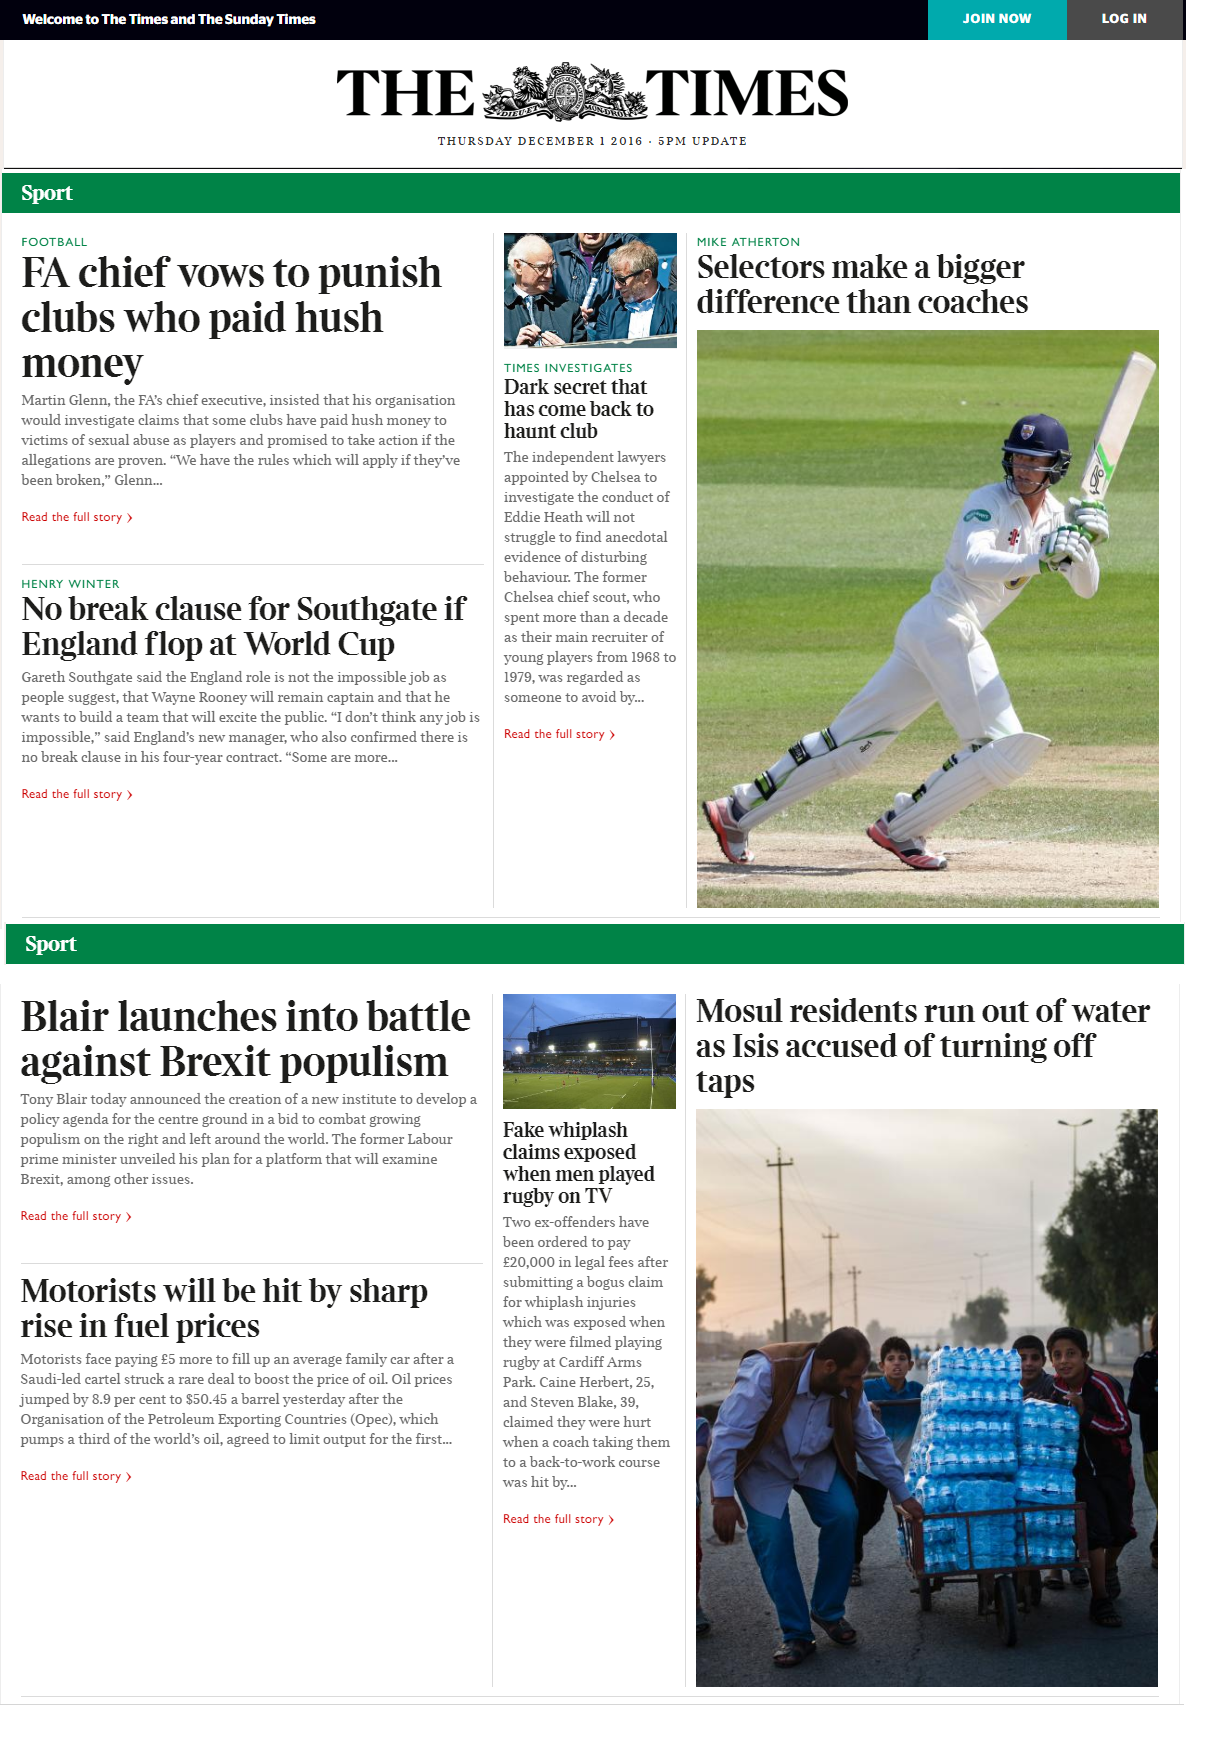 Welcome to The Times and The Sunday Times
JOIN NOW
LOG IN
THE TIMES
DIEU ET MON DROIT
THURSDAY DECEMBER 1 2016 · 5PM UPDATE
Sport
FOOTBALL
FA chief vows to punish
clubs who paid hush
money
Martin Glenn, the FA’s chief executive, insisted that his organisation
would investigate claims that some clubs have paid hush money to
victims of sexual abuse as players and promised to take action if the
allegations are proven. “We have the rules which will apply if they’ve
been broken,” Glenn...
Read the full story ›
HENRY WINTER
No break clause for Southgate if
England flop at World Cup
Gareth Southgate said the England role is not the impossible job as
people suggest, that Wayne Rooney will remain captain and that he
wants to build a team that will excite the public. “I don’t think any job is
impossible,” said England’s new manager, who also confirmed there is
no break clause in his four-year contract. “Some are more...
Read the full story ›
TIMES INVESTIGATES
Dark secret that
has come back to
haunt club
The independent lawyers
appointed by Chelsea to
investigate the conduct of
Eddie Heath will not
struggle to find anecdotal
evidence of disturbing
behaviour. The former
Chelsea chief scout, who
spent more than a decade
as their main recruiter of
young players from 1968 to
1979, was regarded as
someone to avoid by...
Read the full story ›
MIKE ATHERTON
Selectors make a bigger
difference than coaches
Sport
Blair launches into battle
against Brexit populism
Tony Blair today announced the creation of a new institute to develop a
policy agenda for the centre ground in a bid to combat growing
populism on the right and left around the world. The former Labour
prime minister unveiled his plan for a platform that will examine
Brexit, among other issues.
Read the full story ›
Motorists will be hit by sharp
rise in fuel prices
Motorists face paying £5 more to fill up an average family car after a
Saudi-led cartel struck a rare deal to boost the price of oil. Oil prices
jumped by 8.9 per cent to $50.45 a barrel yesterday after the
Organisation of the Petroleum Exporting Countries (Opec), which
pumps a third of the world’s oil, agreed to limit output for the first...
Read the full story ›
Fake whiplash
claims exposed
when men played
rugby on TV
Two ex-offenders have
been ordered to pay
£20,000 in legal fees after
submitting a bogus claim
for whiplash injuries
which was exposed when
they were filmed playing
rugby at Cardiff Arms
Park. Caine Herbert, 25,
and Steven Blake, 39,
claimed they were hurt
when a coach taking them
to a back-to-work course
was hit by...
Read the full story ›
Mosul residents run out of water
as Isis accused of turning off
taps